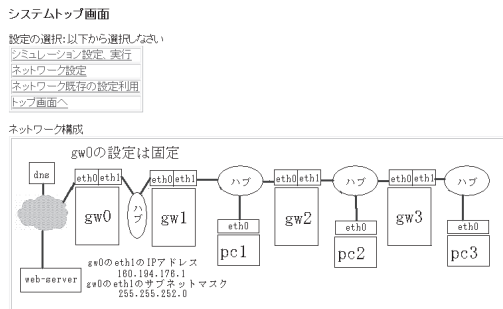 システムトップ画面
設定の選択:以下から選択しなさい
シミュレーション設定、実行
ネットワーク設定
ネットワーク既存の設定利用
トップ画面へ
ネットワーク構成
gw0の設定は固定
dns
eth0 eth1
eth0 eth1
ハブ
eth0 eth1
ハブ
eth0 eth1
ハブ
gw0
ハブ
gw1
eth0
pc1
gw2
eth0
pc2
gw3
eth0
pc3
web-server
gw0のeth1のIPアドレス
160.194.176.1
gw0のeth1のサブネットマスク
255.255.252.0